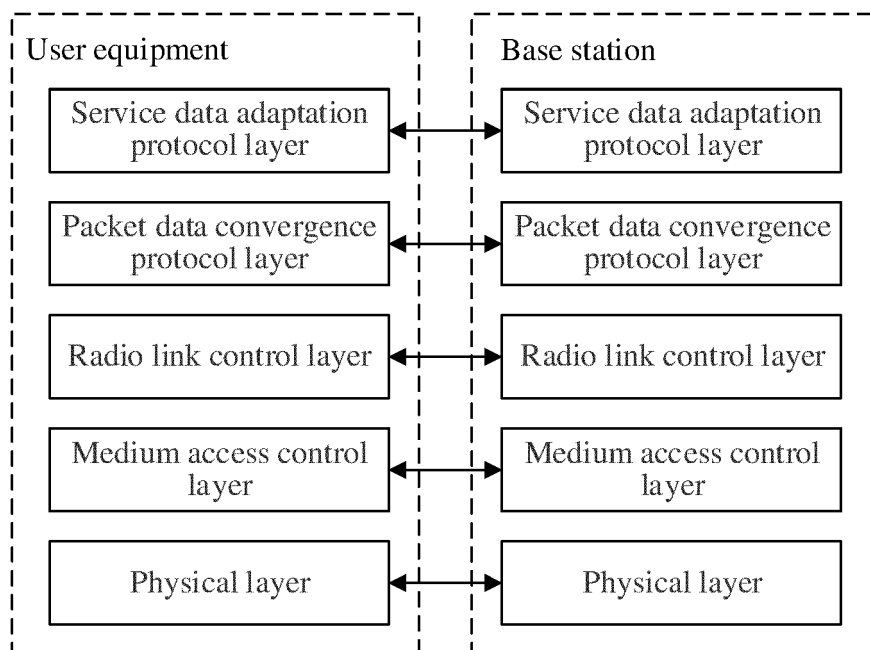 User equipment
Service data adaptation
protocol layer
Packet data convergence
protocol layer
Radio link control layer
Medium access control
layer
Physical layer
Base station
Service data adaptation
protocol layer
Packet data convergence
protocol layer
Radio link control layer
Medium access control
layer
Physical layer